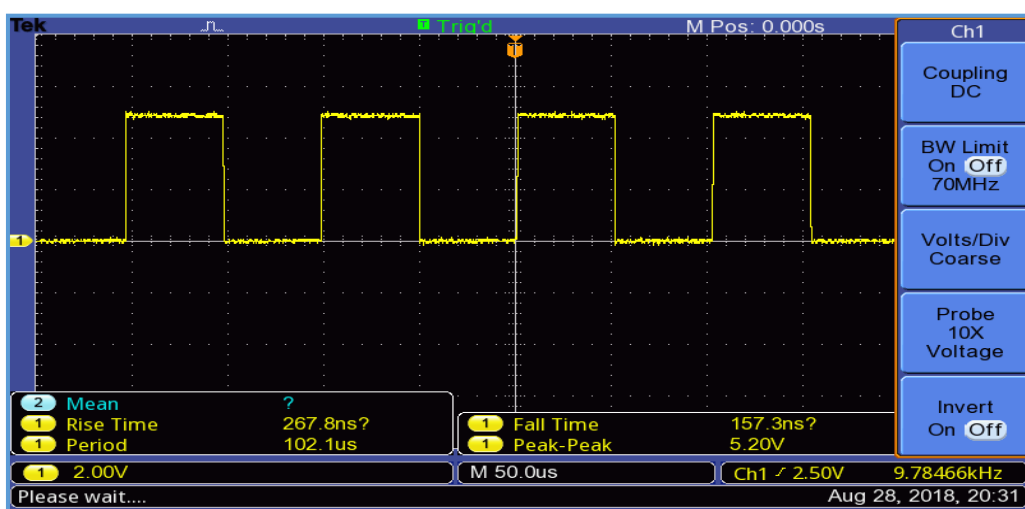 Tek T Trig'd M Pos: 0.000s
Ch1
T
Coupling
DC
BW Limit
On Off
70MHz
1
Volts/Div
Coarse
Probe
10X
Voltage
Invert
On Off
2 Mean ?
1 Rise Time 267.8ns?
1 Period 102.1us
1 Fall Time 157.3ns?
1 Peak-Peak 5.20V
1 2.00V M 50.0us Ch1 2.50V 9.78466kHz
Please wait.... Aug 28, 2018, 20:31